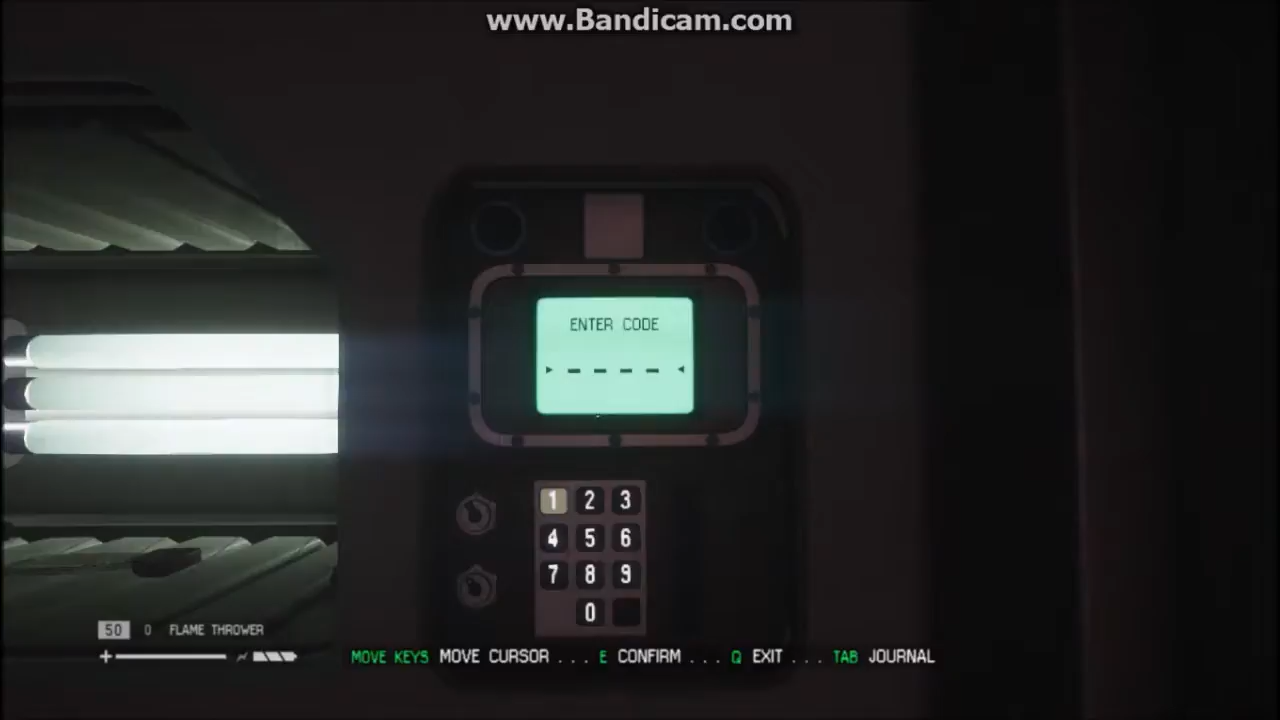 www.Bandicam.com
ENTER CODE
1 2 3
4 5 6
7 8 9
0
50 0 FLAME THROWER
MOVE KEYS MOVE CURSOR ... E CONFIRM ... Q EXIT ... TAB JOURNAL